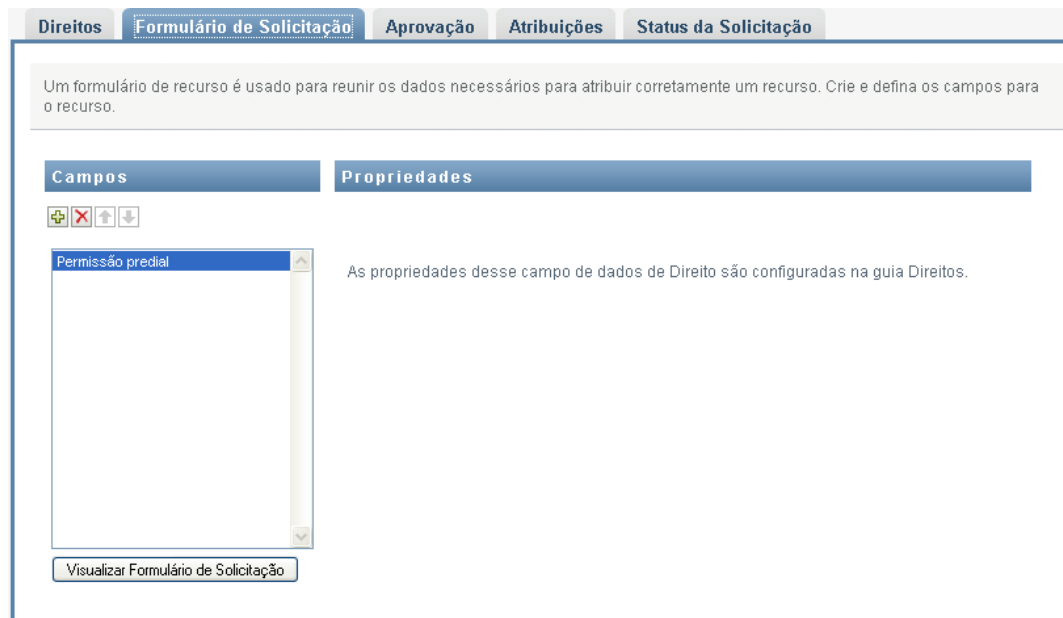 Direitos Formulário de Solicitação Aprovação Atribuições Status da Solicitação
Um formulário de recurso é usado para reunir os dados necessários para atribuir corretamente um recurso. Crie e defina os campos para
o recurso.
Campos Propriedades
Permissão predial
As propriedades desse campo de dados de Direito são configuradas na guia Direitos.
Visualizar Formulário de Solicitação